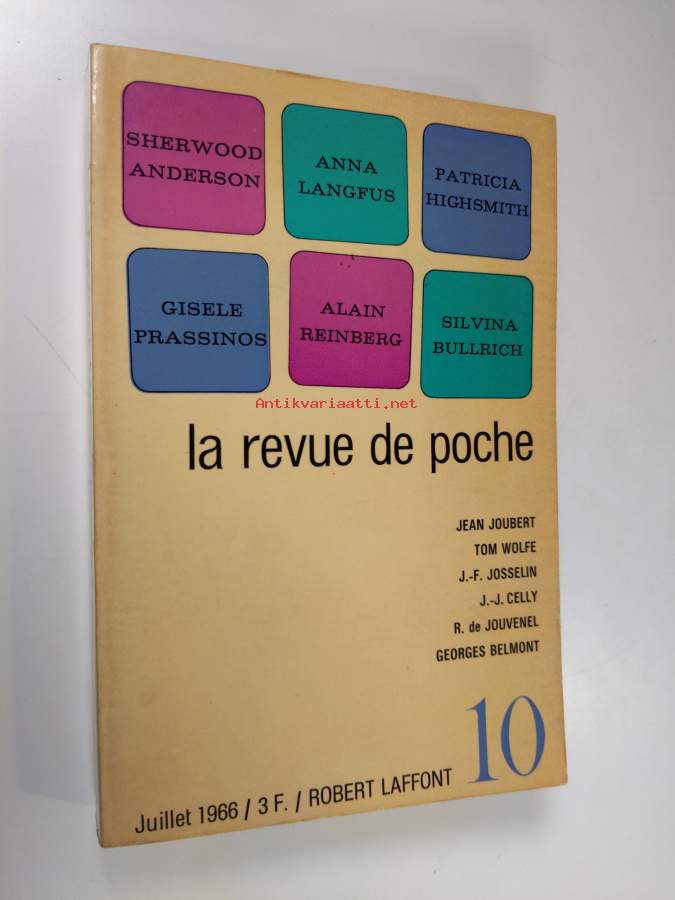 SHERWOOD
ANDERSON
ANNA
LANGFUS
PATRICIA
HIGHSMITH
GISELE
PRASSINOS
ALAIN
REINBERG
SILVINA
BULLRICH
Antikvariaatti.net
la revue de poche
JEAN JOUBERT
TOM WOLFE
J.-F. JOSSELIN
J.-J. CELLY
R. de JOUVENEL
GEORGES BELMONT
10
Juillet 1966 / 3 F. / ROBERT LAFFONT